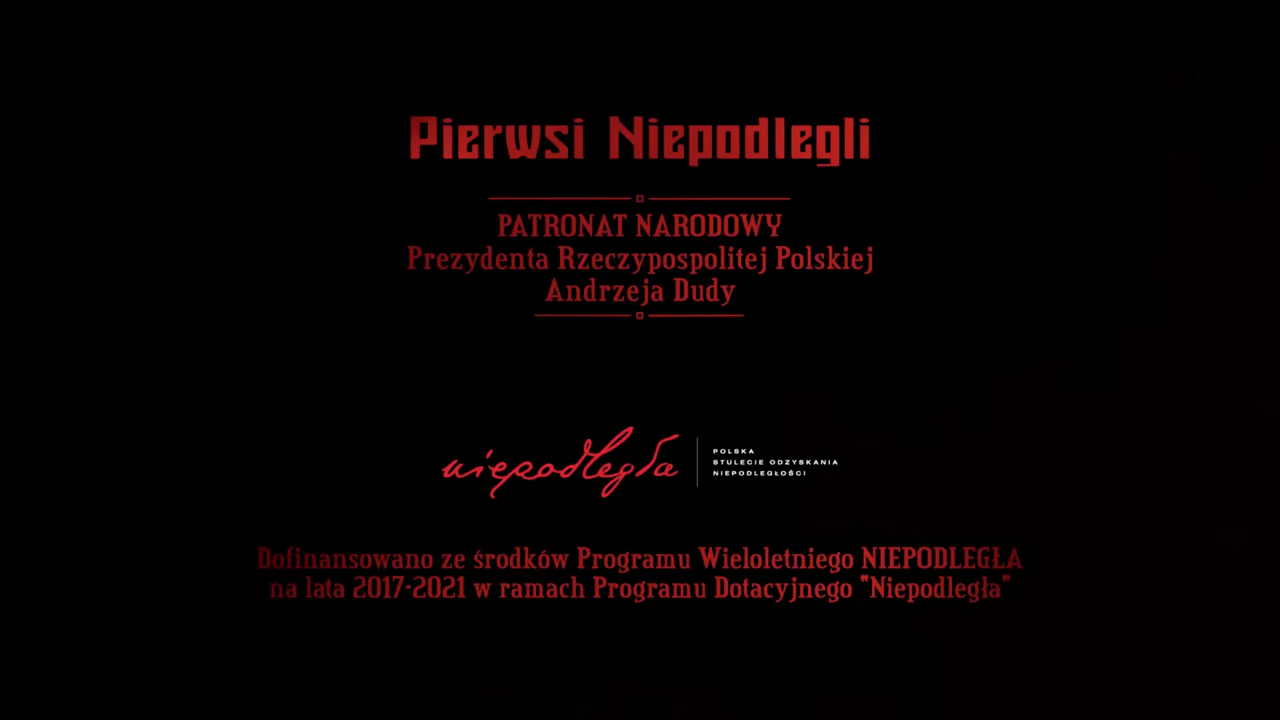 Pierwsi Niepodlegli
PATRONAT NARODOWY
Prezydenta Rzeczypospolitej Polskiej
Andrzeja Dudy
niepodległa
POLSKA
STULECIE ODZYSKANIA
NIEPODLEGŁOŚCI
Dofinansowano ze środków Programu Wieloletniego NIEPODLEGŁA
na lata 2017-2021 w ramach Programu Dotacyjnego "Niepodległa"